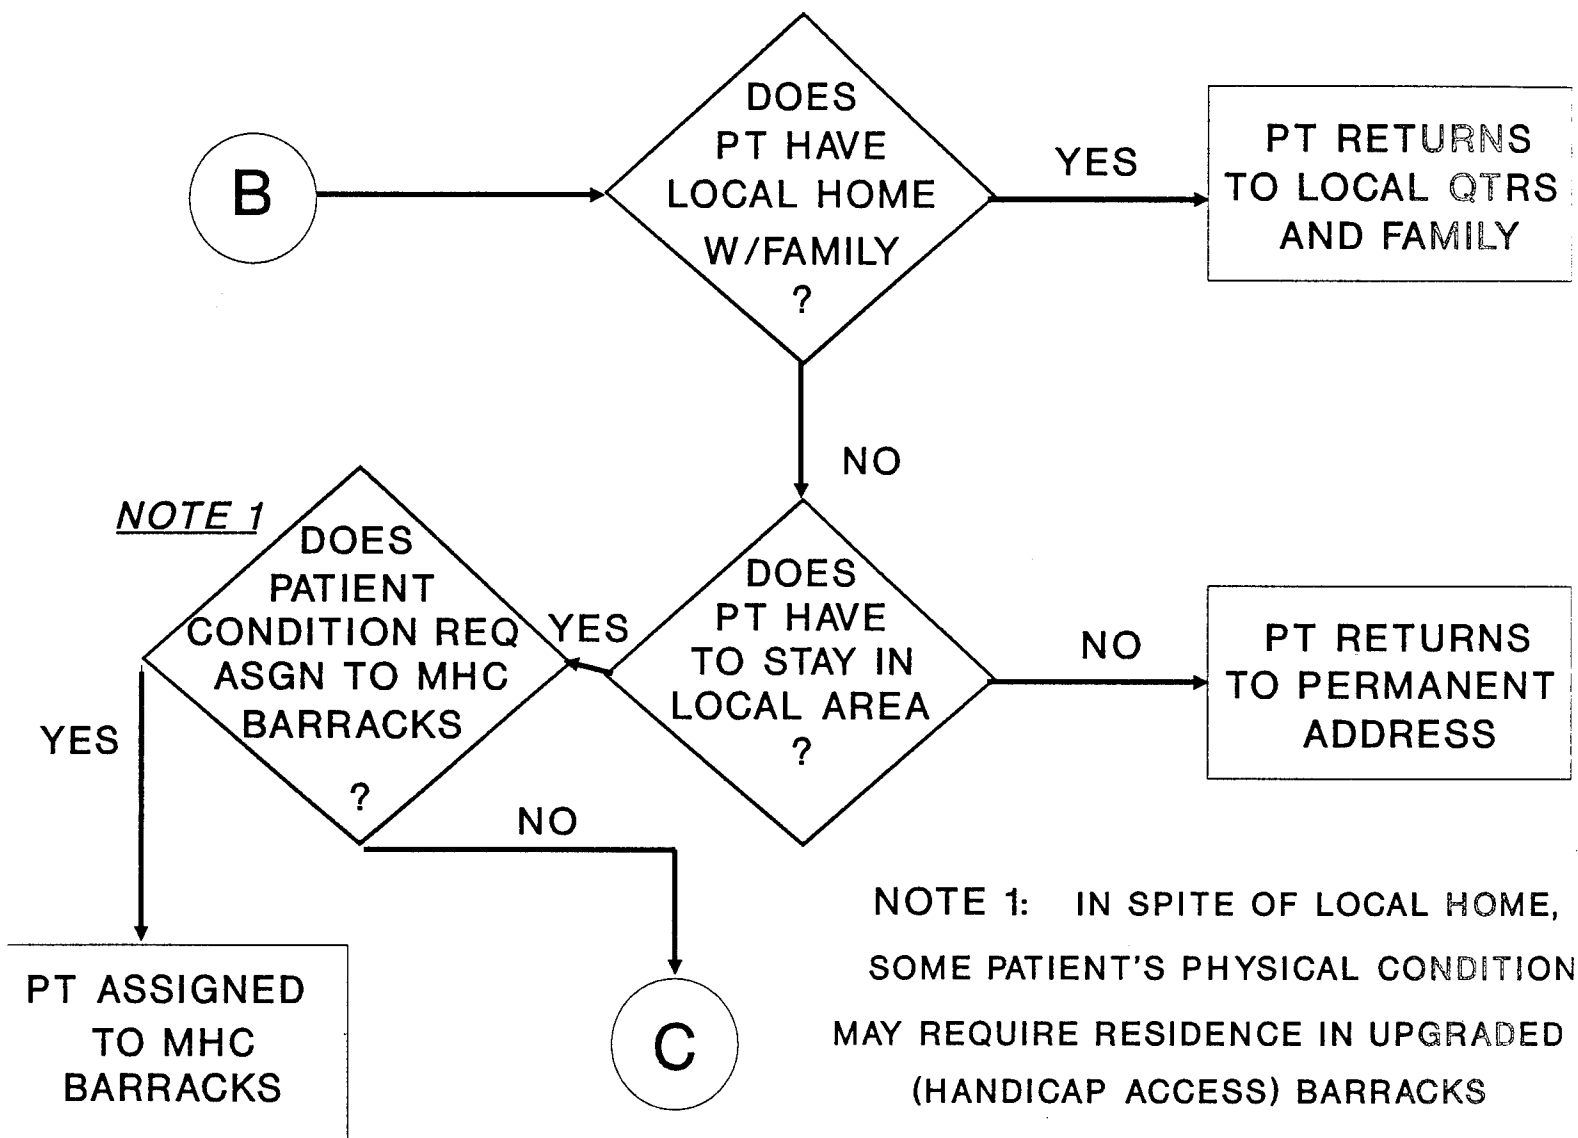 B
DOES
PT HAVE
LOCAL HOME
W/FAMILY
?
YES
PT RETURNS
TO LOCAL QTRS
AND FAMILY
NO
NOTE 1
DOES
PATIENT
CONDITION REQ
ASGN TO MHC
BARRACKS
?
YES
DOES
PT HAVE
TO STAY IN
LOCAL AREA
?
NO
PT RETURNS
TO PERMANENT
ADDRESS
YES
NO
PT ASSIGNED
TO MHC
BARRACKS
C
NOTE 1: IN SPITE OF LOCAL HOME,
SOME PATIENT'S PHYSICAL CONDITION
MAY REQUIRE RESIDENCE IN UPGRADED
(HANDICAP ACCESS) BARRACKS